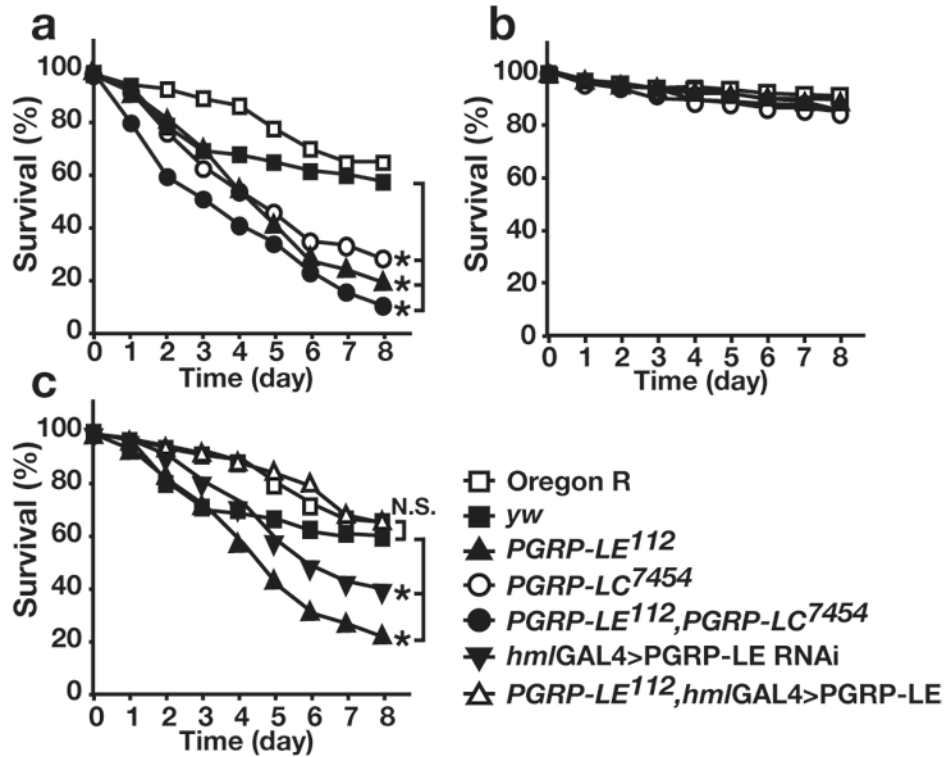 a
Survival (%)
100
80
60
40
20
0
*
*
*
0 1 2 3 4 5 6 7 8
Time (day)
b
Survival (%)
100
80
60
40
20
0
0 1 2 3 4 5 6 7 8
Time (day)
c
Survival (%)
100
80
60
40
20
0
N.S.
*
*
0 1 2 3 4 5 6 7 8
Time (day)
Oregon R
yw
PGRP-LE¹¹²
PGRP-LC⁷⁴⁵⁴
PGRP-LE¹¹²,PGRP-LC⁷⁴⁵⁴
hmlGAL4>PGRP-LE RNAi
PGRP-LE¹¹²,hmlGAL4>PGRP-LE